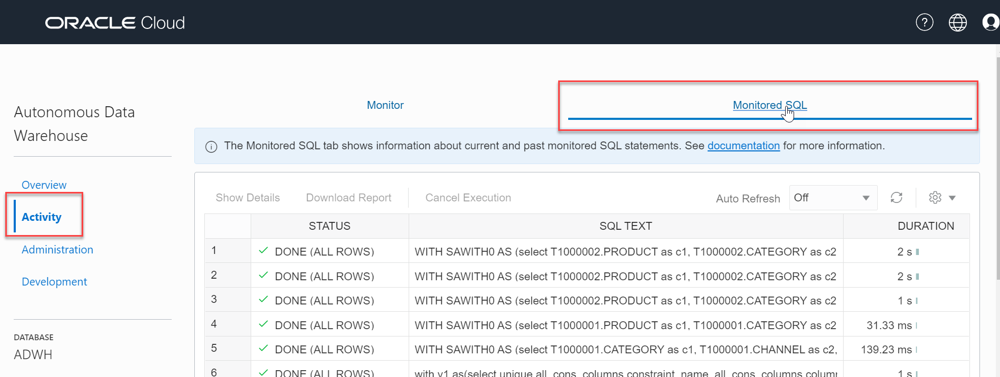 ORACLE Cloud
Autonomous Data
Warehouse
Overview
Activity
Administration
Development
DATABASE
ADWH
Monitor
Monitored SQL
The Monitored SQL tab shows information about current and past monitored SQL statements. See documentation for more information.
Show Details Download Report Cancel Execution Auto Refresh Off
STATUS SQL TEXT DURATION
1 DONE (ALL ROWS) WITH SAWITH0 AS (select T1000002.PRODUCT as c1, T1000002.CATEGORY as c2 2 s
2 DONE (ALL ROWS) WITH SAWITH0 AS (select T1000002.PRODUCT as c1, T1000002.CATEGORY as c2 2 s
3 DONE (ALL ROWS) WITH SAWITH0 AS (select T1000002.PRODUCT as c1, T1000002.CATEGORY as c2 1 s
4 DONE (ALL ROWS) WITH SAWITH0 AS (select T1000001.PRODUCT as c1, T1000001.CATEGORY as c2 31.33 ms
5 DONE (ALL ROWS) WITH SAWITH0 AS (select T1000001.CATEGORY as c1, T1000001.CHANNEL as c2, 139.23 ms
6 DONE (ALL ROWS) with v1 as(select unique all_cons_columns.constraint_name, all_cons_columns.colum 1 s